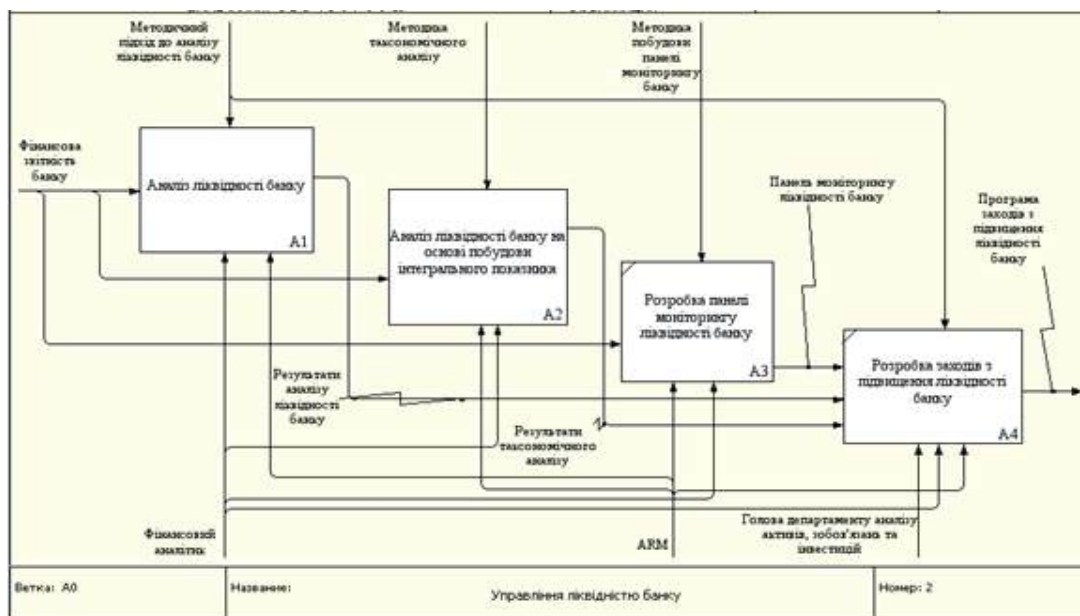 Методичний
підхід до аналізу
ліквідності банку
Методика
таксономічного
аналізу
Методика
побудови
панелі
моніторингу
банку
Фінансова
звітність
банку
Аналіз ліквідності банку
A1
Аналіз ліквідності банку на
основі побудови
інтегрального показника
A2
Панель моніторингу
ліквідності банку
Програма
заходів з
підвищення
ліквідності
банку
Розробка панелі
моніторингу
ліквідності банку
A3
Розробка заходів з
підвищення ліквідності
банку
A4
Результати
аналізу
ліквідності
банку
Результати
таксономічного
аналізу
Фінансовий
аналітик
ARM
Голова департаменту аналізу
активів, зобов'язань та
інвестицій
Ветка: A0
Название:
Управління ліквідністю банку
Номер: 2